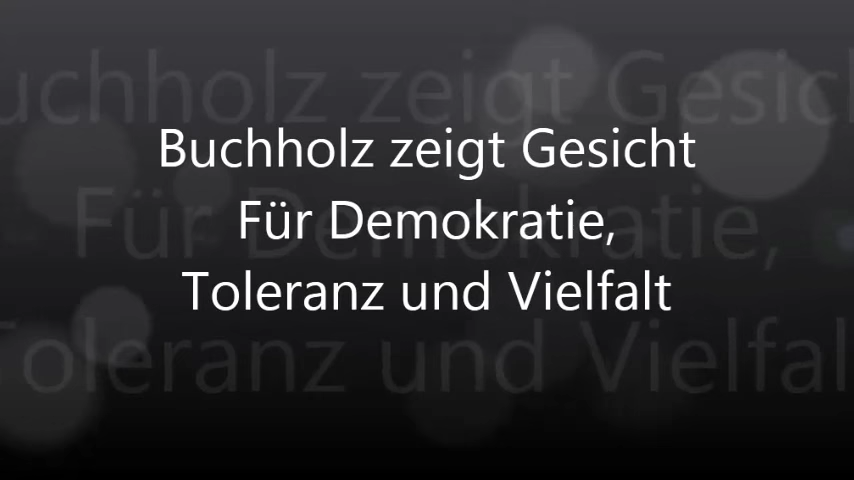 Buchholz zeigt Gesicht
Für Demokratie,
Toleranz und Vielfalt